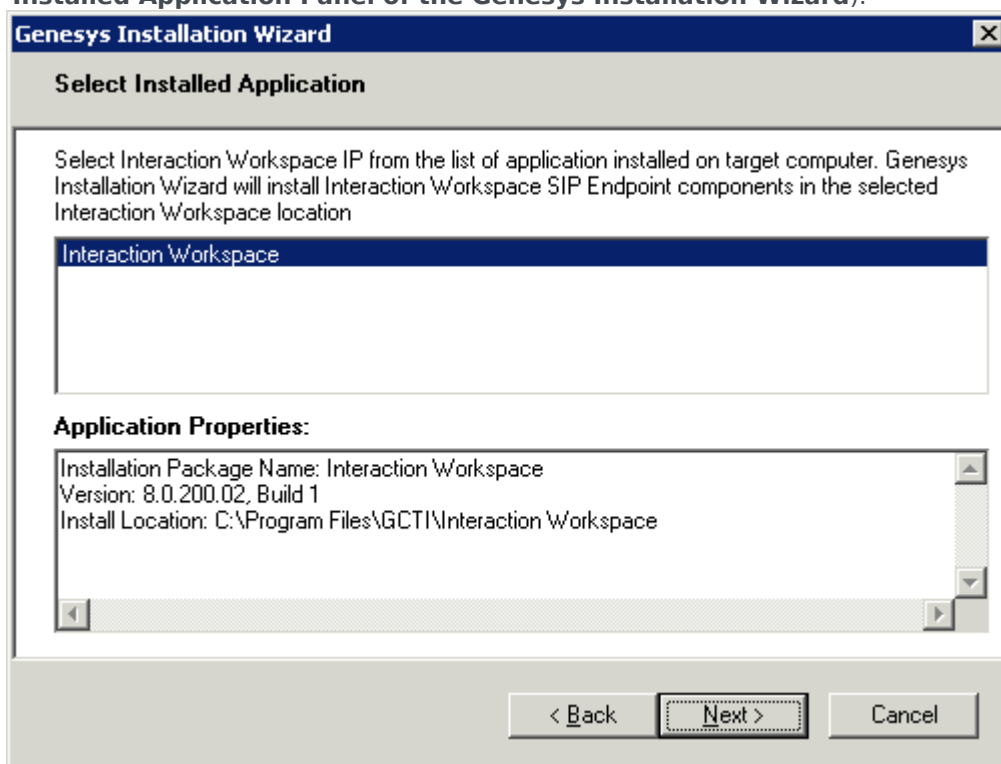 Installed Application Panel of the Genesys Installation Wizard).
Genesys Installation Wizard
Select Installed Application
Select Interaction Workspace IP from the list of application installed on target computer. Genesys
Installation Wizard will install Interaction Workspace SIP Endpoint components in the selected
Interaction Workspace location
Interaction Workspace
Application Properties:
Installation Package Name: Interaction Workspace
Version: 8.0.200.02, Build 1
Install Location: C:\Program Files\GCTI\Interaction Workspace
< Back Next > Cancel